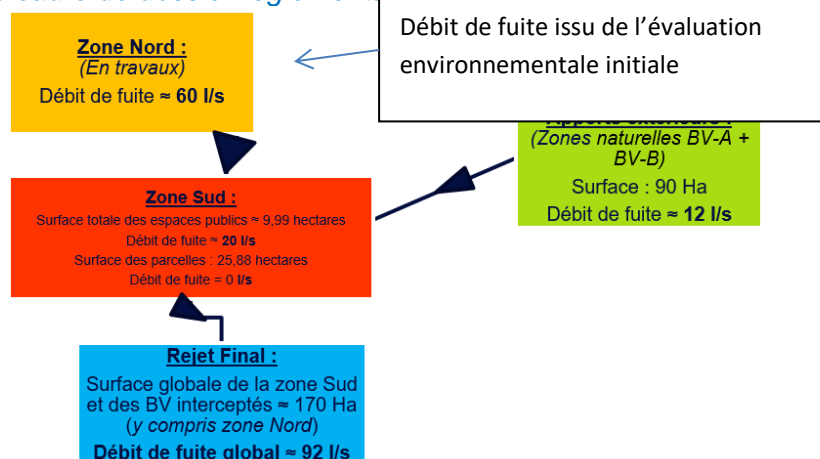 Débit de fuite issu de l’évaluation
environnementale initiale
Zone Nord :
(En travaux)
Débit de fuite ≈ 60 l/s
(Zones naturelles BV-A +
BV-B)
Surface : 90 Ha
Débit de fuite ≈ 12 l/s
Zone Sud :
Surface totale des espaces publics ≈ 9,99 hectares
Débit de fuite ≈ 20 l/s
Surface des parcelles : 25,88 hectares
Débit de fuite = 0 l/s
Rejet Final :
Surface globale de la zone Sud
et des BV interceptés ≈ 170 Ha
(y compris zone Nord)
Débit de fuite global ≈ 92 l/s